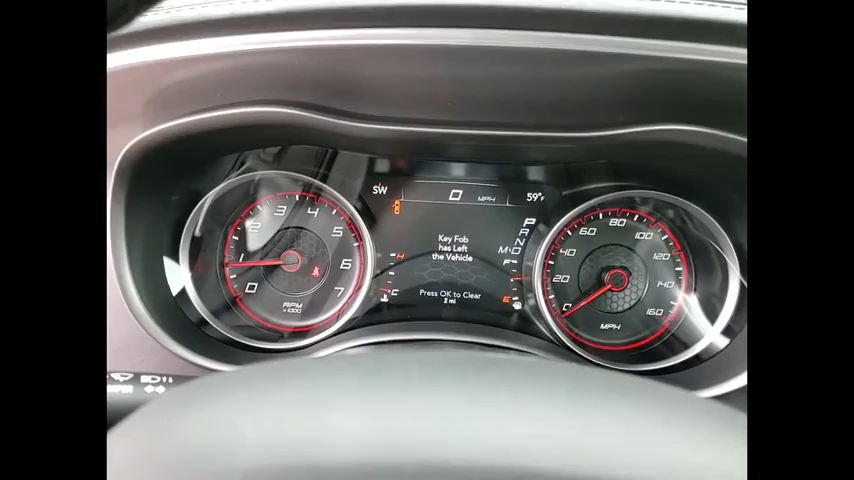 SW
0 MPH
59°F
Key Fob
has Left
the Vehicle
Press OK to Clear
2 mi
P
R
N
M·D
H
C
F
E
0
1
2
3
4
5
6
7
RPM
x1000
0
20
40
60
80
100
120
140
160
MPH